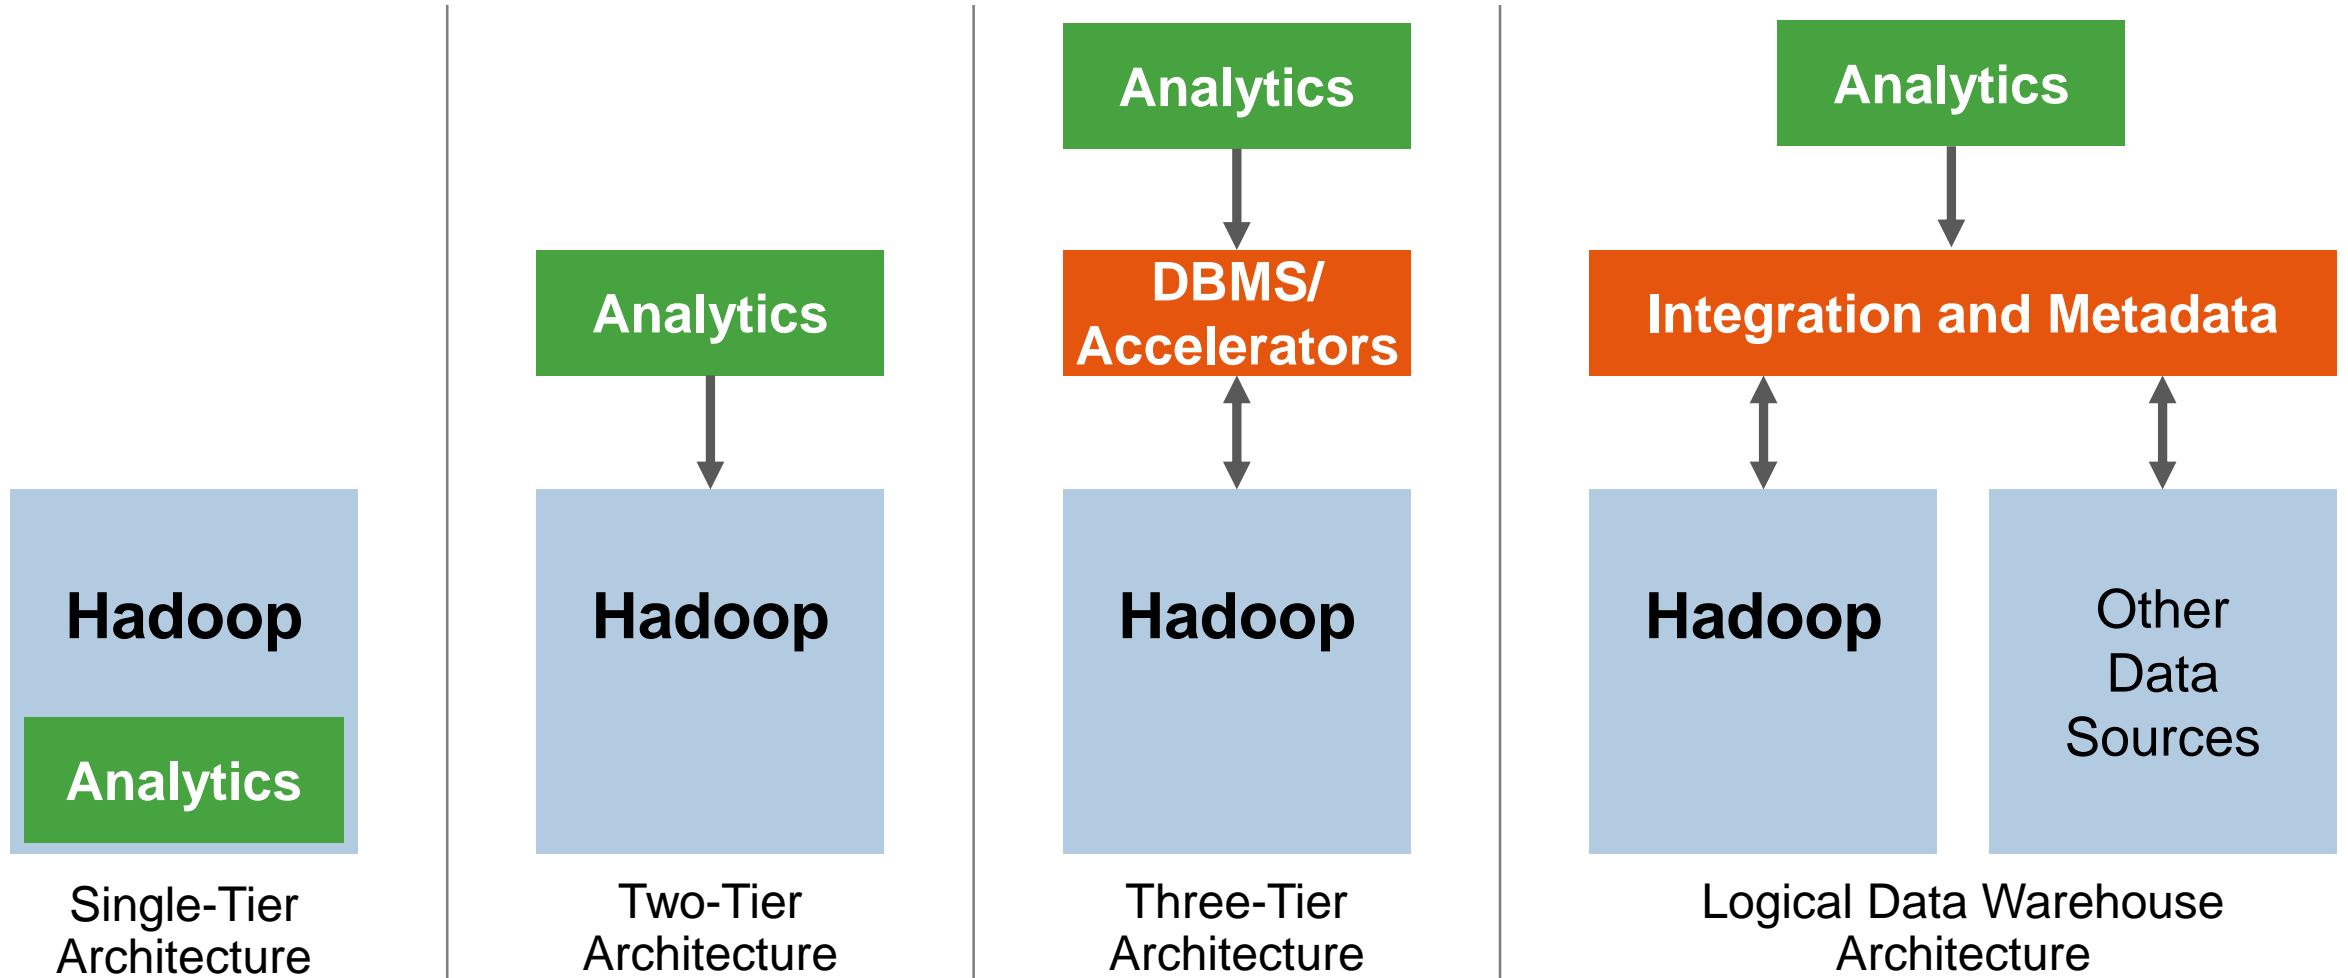 Hadoop
Analytics
Single-Tier
Architecture
Analytics
Hadoop
Two-Tier
Architecture
Analytics
DBMS/
Accelerators
Hadoop
Three-Tier
Architecture
Analytics
Integration and Metadata
Hadoop
Other
Data
Sources
Logical Data Warehouse
Architecture